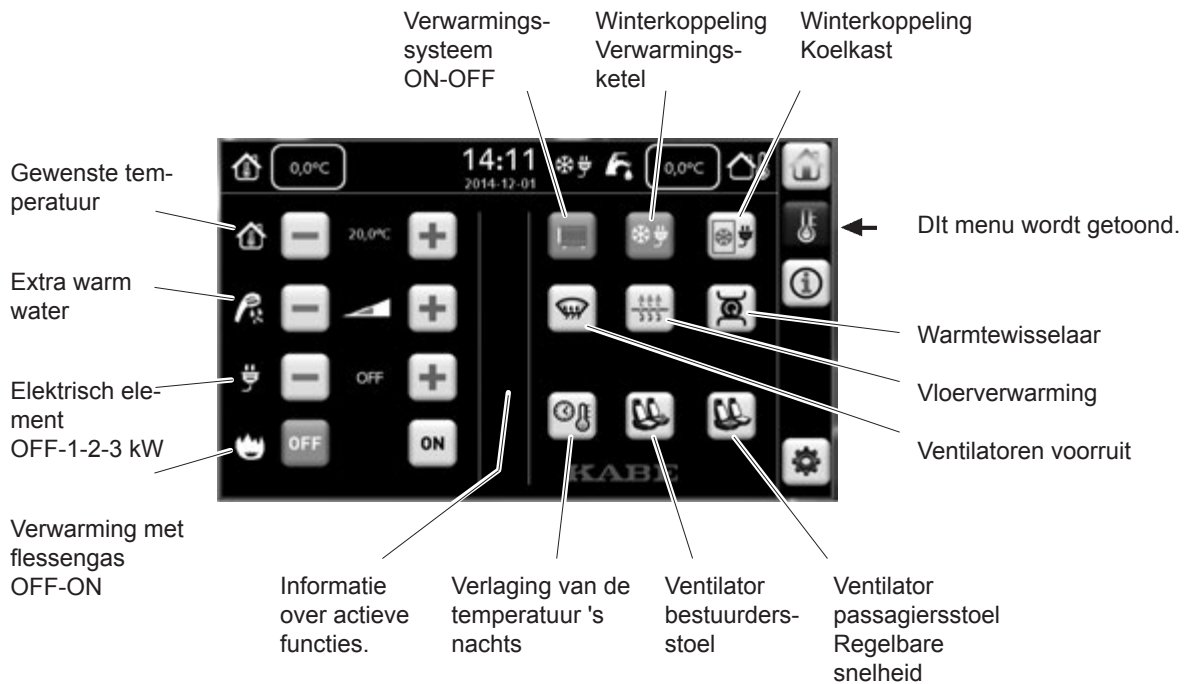 Verwarmings-
systeem
ON-OFF
Winterkoppeling
Verwarmings-
ketel
Winterkoppeling
Koelkast
0,0°C
14:11
2014-12-01
0,0°C
Gewenste tem-
peratuur
20,0°C
DIt menu wordt getoond.
Extra warm
water
Warmtewisselaar
Elektrisch ele-
ment
OFF-1-2-3 kW
OFF
Vloerverwarming
OFF
ON
Ventilatoren voorruit
KABE
Verwarming met
flessengas
OFF-ON
Informatie
over actieve
functies.
Verlaging van de
temperatuur 's
nachts
Ventilator
bestuurders-
stoel
Ventilator
passagiersstoel
Regelbare
snelheid